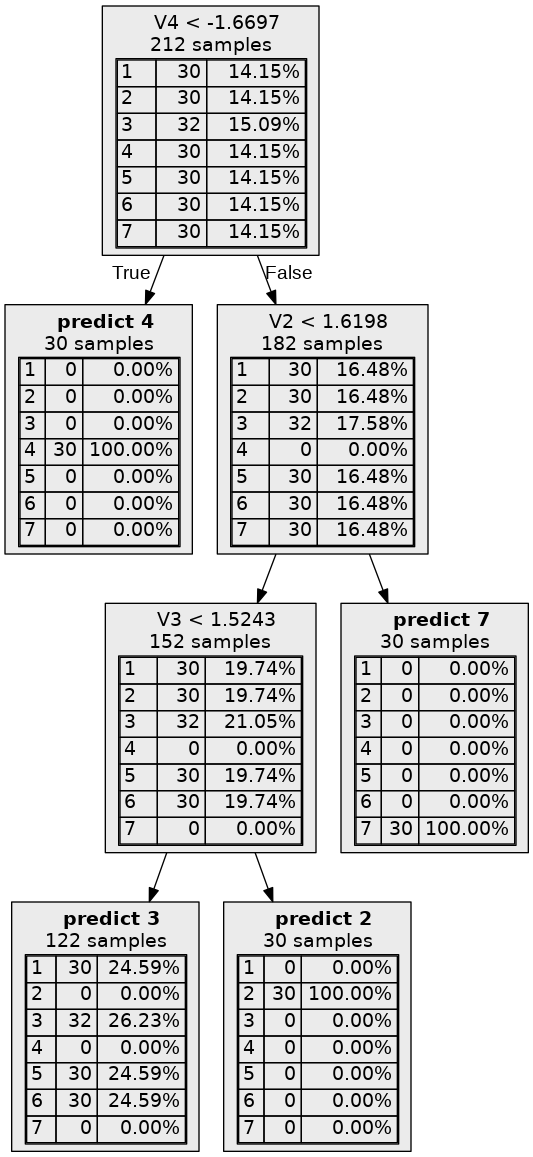 V4 < -1.6697
212 samples
1 30 14.15%
2 30 14.15%
3 32 15.09%
4 30 14.15%
5 30 14.15%
6 30 14.15%
7 30 14.15%
True
False
predict 4
30 samples
1 0 0.00%
2 0 0.00%
3 0 0.00%
4 30 100.00%
5 0 0.00%
6 0 0.00%
7 0 0.00%
V2 < 1.6198
182 samples
1 30 16.48%
2 30 16.48%
3 32 17.58%
4 0 0.00%
5 30 16.48%
6 30 16.48%
7 30 16.48%
V3 < 1.5243
152 samples
1 30 19.74%
2 30 19.74%
3 32 21.05%
4 0 0.00%
5 30 19.74%
6 30 19.74%
7 0 0.00%
predict 7
30 samples
1 0 0.00%
2 0 0.00%
3 0 0.00%
4 0 0.00%
5 0 0.00%
6 0 0.00%
7 30 100.00%
predict 3
122 samples
1 30 24.59%
2 0 0.00%
3 32 26.23%
4 0 0.00%
5 30 24.59%
6 30 24.59%
7 0 0.00%
predict 2
30 samples
1 0 0.00%
2 30 100.00%
3 0 0.00%
4 0 0.00%
5 0 0.00%
6 0 0.00%
7 0 0.00%